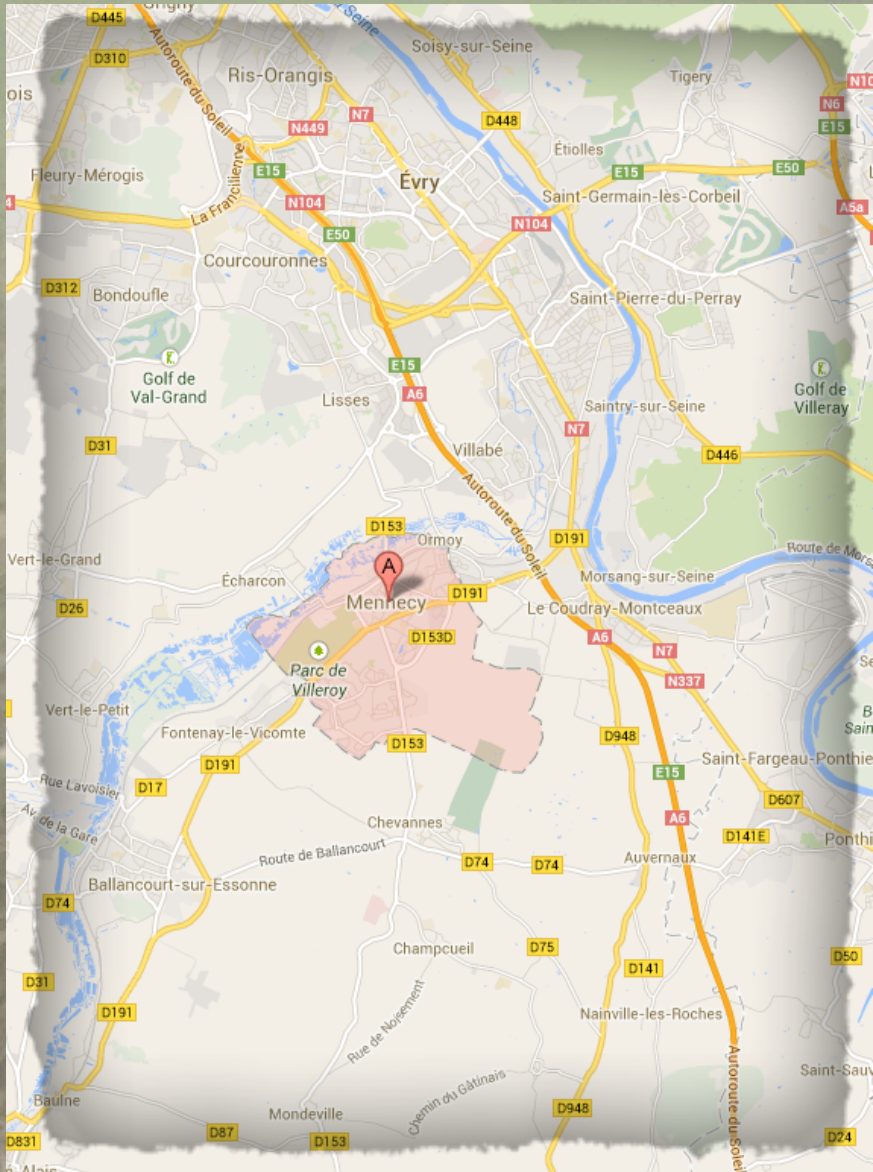 Grigny
D445
D310
Autoroute du Soleil
Soisy-sur-Seine
Ris-Orangis
Tigery
N7
N449
D448
N6
E15
Étiolles
E15
E50
Fleury-Mérogis
La Francilienne
E15
Évry
Saint-Germain-lès-Corbeil
N104
A5a
N104
E50
Courcouronnes
D312
Bondoufle
Saint-Pierre-du-Perray
E15
Golf de
Val-Grand
Golf de
Villeray
Lisses
A6
Saintry-sur-Seine
N7
D31
Villabé
D446
Autoroute du Soleil
D153
Ormoy
D191
Vert-le-Grand
Écharcon
A
Morsang-sur-Seine
D26
Mennecy
D191
Le Coudray-Montceaux
D153D
A6
N7
Parc de
Villeroy
N337
Vert-le-Petit
Fontenay-le-Vicomte
D153
D948
D191
Saint-Fargeau-Ponthie
E15
Rue Lavoisier
D17
D607
Av. de la Gare
Chevannes
A6
D141E
Route de Ballancourt
D74
D74
Auvernaux
Ballancourt-sur-Essonne
D74
Champcueil
D75
D50
D141
D31
D191
Rue de Noisement
Nainville-les-Roches
Autoroute du Soleil
Baulne
Chemin du Gâtinais
Mondeville
D948
D831
D87
D153
D24